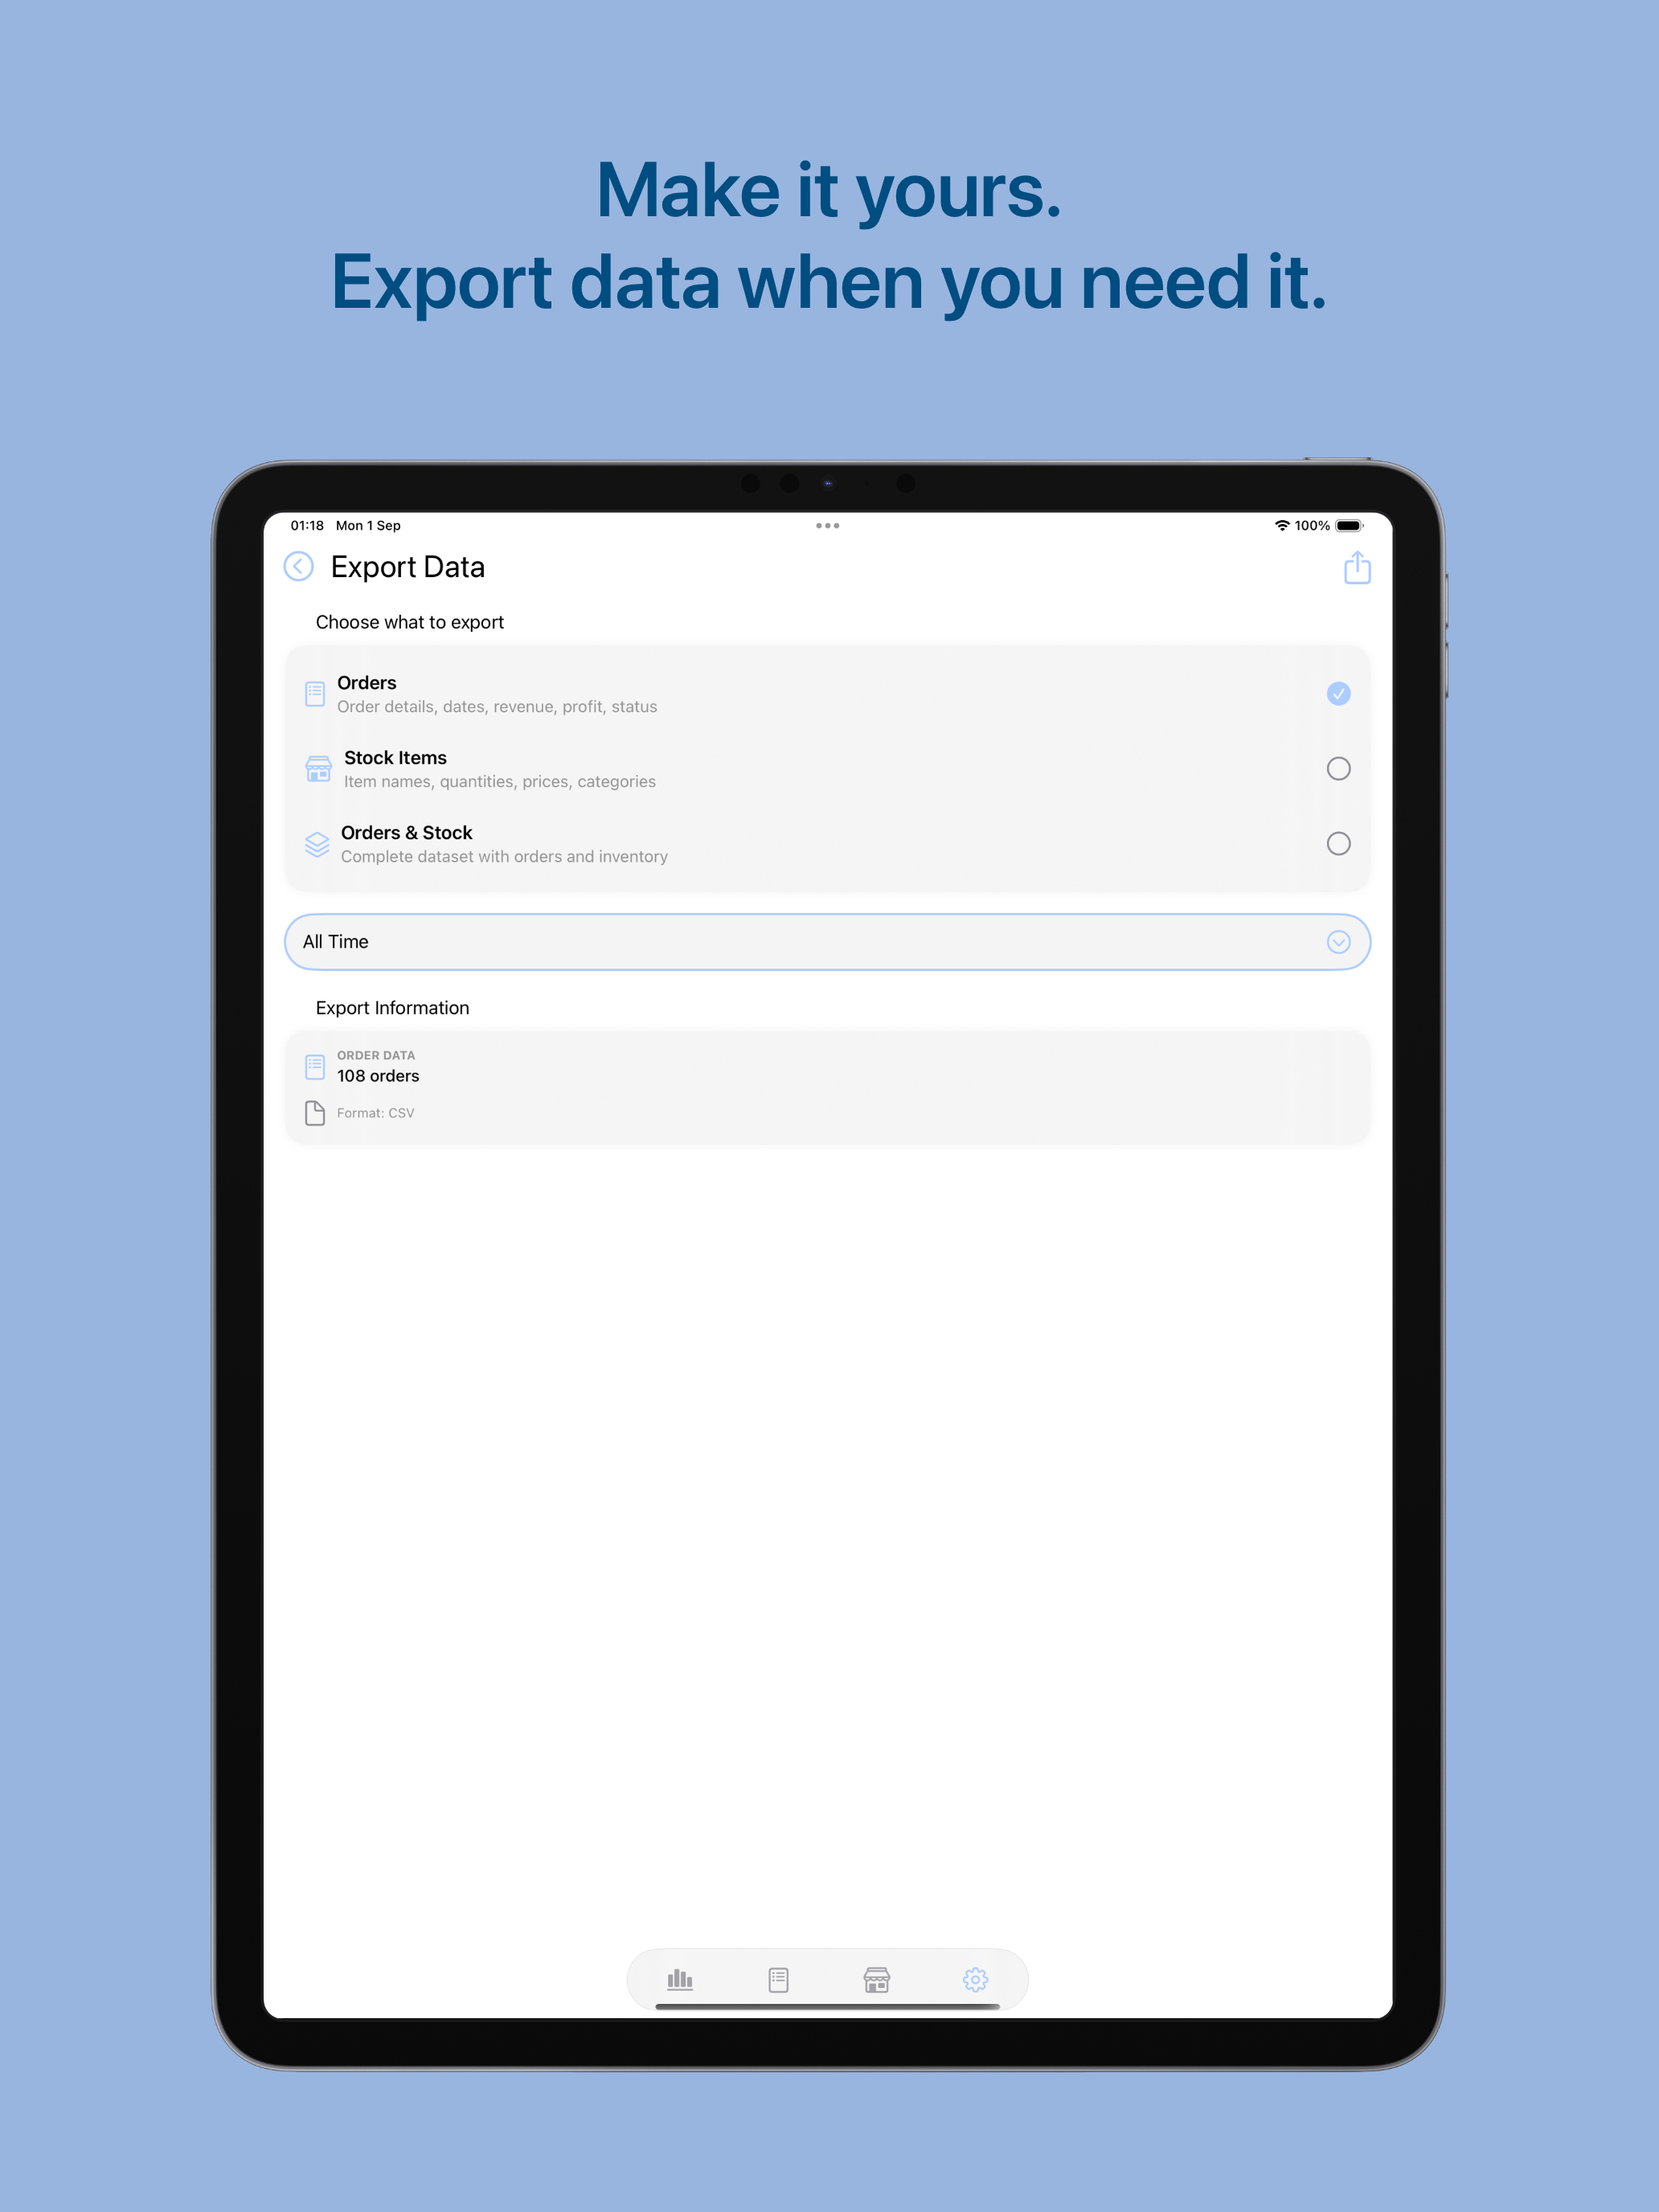 Make it yours.
Export data when you need it.
01:18 Mon 1 Sep
100%
Export Data
Choose what to export
Orders
Order details, dates, revenue, profit, status
Stock Items
Item names, quantities, prices, categories
Orders & Stock
Complete dataset with orders and inventory
All Time
Export Information
ORDER DATA
108 orders
Format: CSV